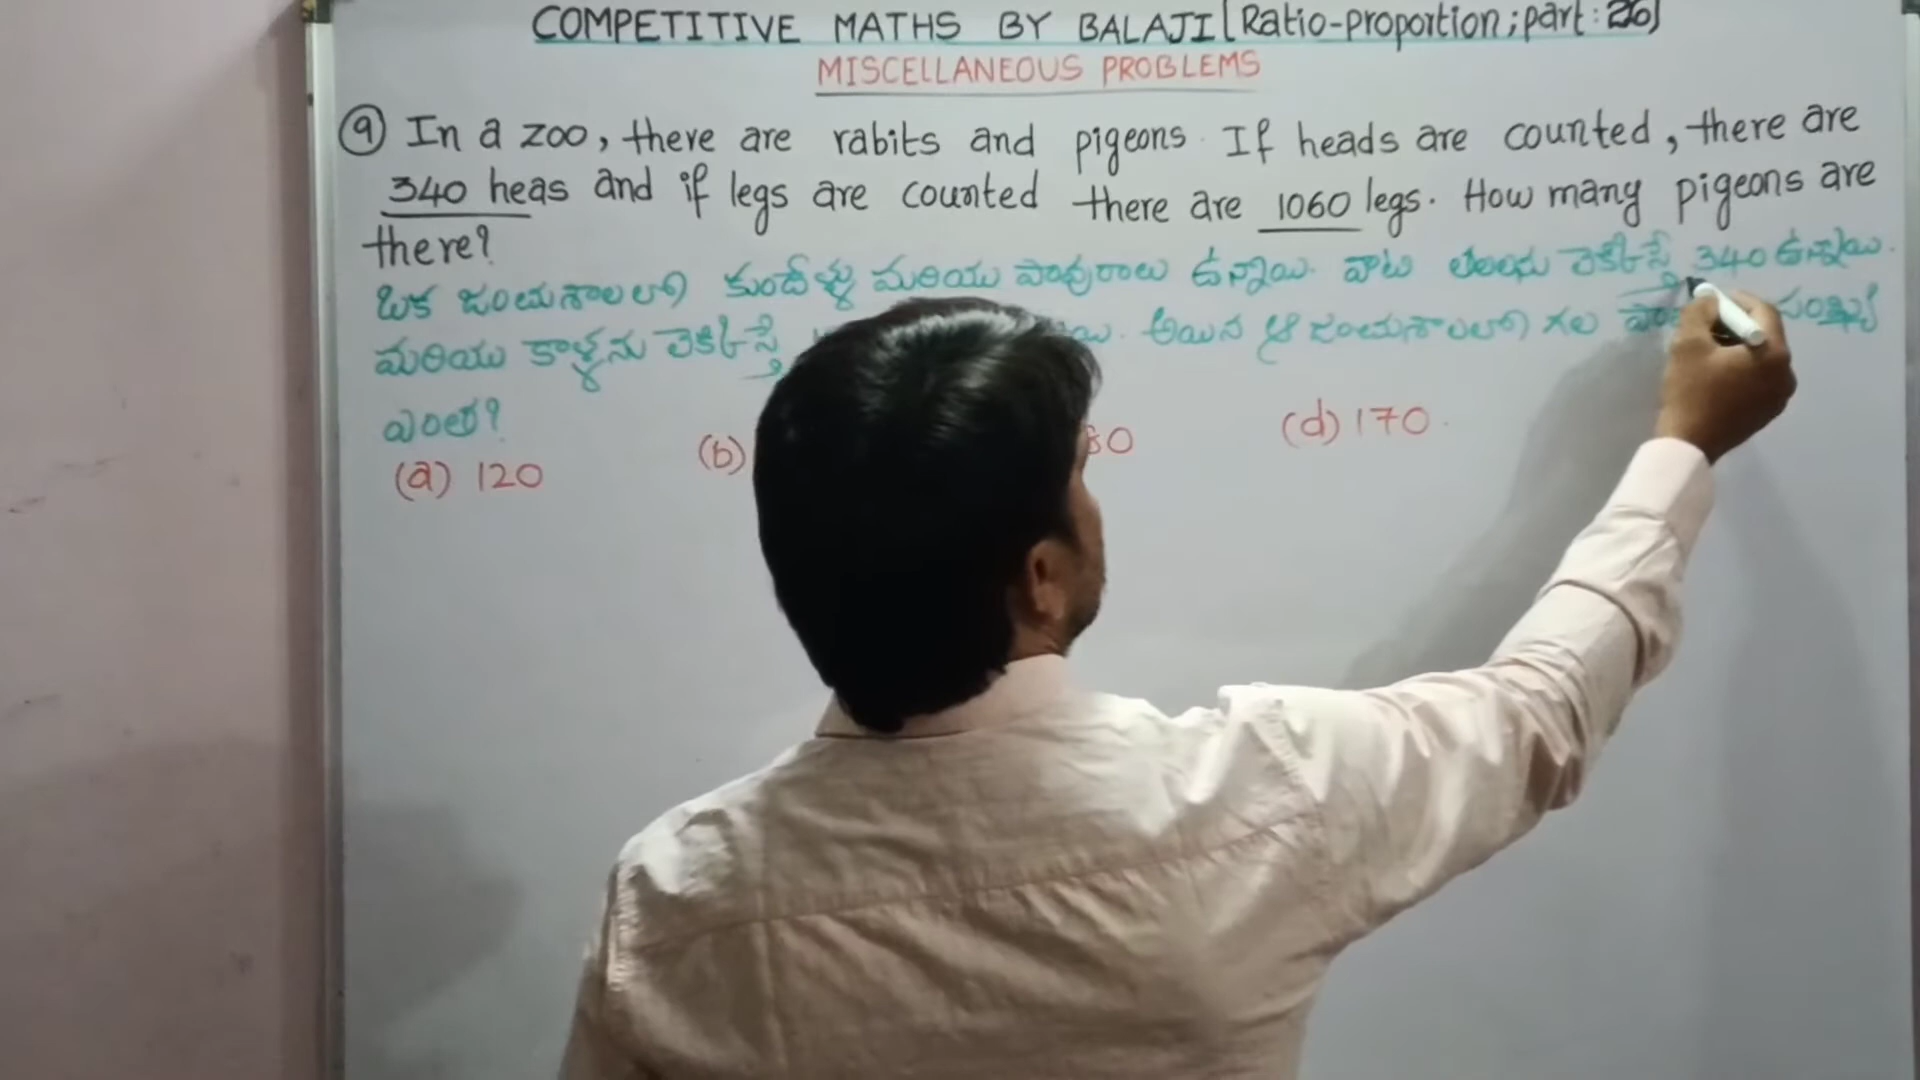 COMPETITIVE MATHS BY BALAJI [Ratio-proportion; part: 26]
MISCELLANEOUS PROBLEMS
9 In a zoo, there are rabits and pigeons. If heads are counted, there are
340 heas and if legs are counted there are 1060 legs. How many pigeons are
there?
ఒక జంతుశాలలో కుందేళ్ళు మరియు పావురాలు ఉన్నాయి. వాటి తలలను లెక్కిస్తే 340 ఉన్నాయి.
మరియు కాళ్ళను లెక్కిస్తే అయిన ఆ జంతుశాలలో గల సంఖ్య
ఎంత?
(a) 120 (b) (d) 170